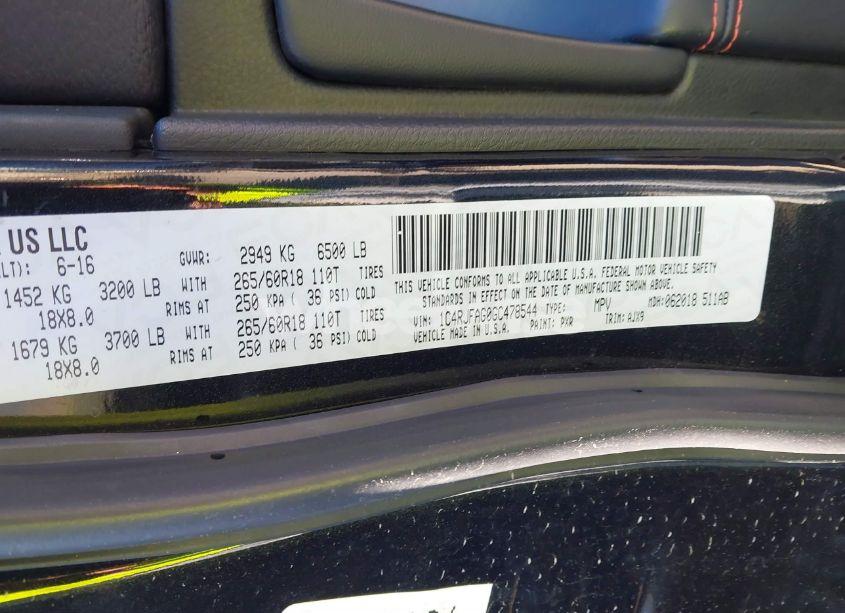 US LLC
LT): 6-16
GVWR: 2949 KG 6500 LB
1452 KG 3200 LB WITH 265/60R18 110T TIRES
18X8.0 RIMS AT 250 KPA ( 36 PSI) COLD
1679 KG 3700 LB WITH 265/60R18 110T TIRES
18X8.0 RIMS AT 250 KPA ( 36 PSI) COLD
THIS VEHICLE CONFORMS TO ALL APPLICABLE U.S.A. FEDERAL MOTOR VEHICLE SAFETY
STANDARDS IN EFFECT ON THE DATE OF MANUFACTURE SHOWN ABOVE.
VIN: 1C4RJFAG0GC478544 TYPE: MPV MDH: 062018 511AB
VEHICLE MADE IN U.S.A. PAINT: PXR TRIM: AJX9